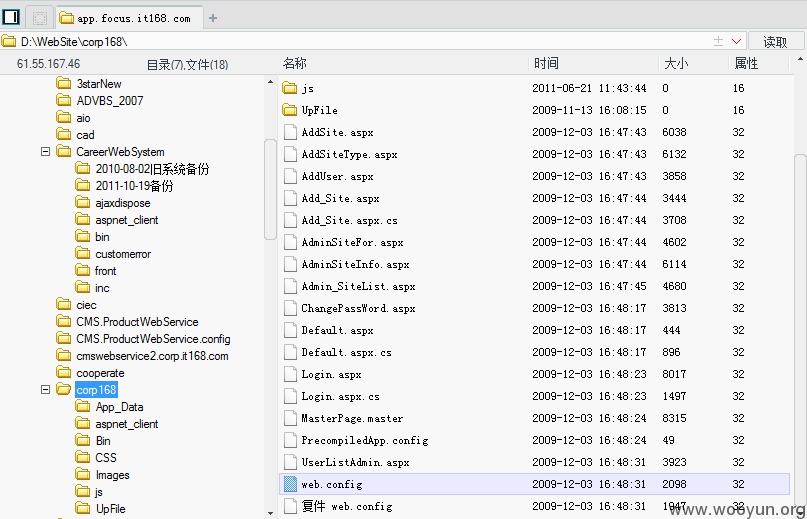 app.focus.it168.com
D:\WebSite\corp168\
读取
61.55.167.46
目录(7),文件(18)
3starNew
ADVBS_2007
aio
cad
CareerWebSystem
2010-08-02旧系统备份
2011-10-19备份
ajaxdispose
aspnet_client
bin
customerror
front
inc
ciec
CMS.ProductWebService
CMS.ProductWebService.config
cmswebservice2.corp.it168.com
cooperate
corp168
App_Data
aspnet_client
Bin
CSS
Images
js
UpFile
名称 时间 大小 属性
js 2011-06-21 11:43:44 0 16
UpFile 2009-11-13 16:08:15 0 16
AddSite.aspx 2009-12-03 16:47:43 6038 32
AddSiteType.aspx 2009-12-03 16:47:43 6132 32
AddUser.aspx 2009-12-03 16:47:43 3858 32
Add_Site.aspx 2009-12-03 16:47:44 3444 32
Add_Site.aspx.cs 2009-12-03 16:47:44 3708 32
AdminSiteFor.aspx 2009-12-03 16:47:44 4602 32
AdminSiteInfo.aspx 2009-12-03 16:47:44 6114 32
Admin_SiteList.aspx 2009-12-03 16:47:45 4680 32
ChangePassWord.aspx 2009-12-03 16:48:17 3813 32
Default.aspx 2009-12-03 16:48:17 444 32
Default.aspx.cs 2009-12-03 16:48:17 896 32
Login.aspx 2009-12-03 16:48:23 8017 32
Login.aspx.cs 2009-12-03 16:48:23 1497 32
MasterPage.master 2009-12-03 16:48:24 8315 32
PrecompiledApp.config 2009-12-03 16:48:24 49 32
UserListAdmin.aspx 2009-12-03 16:48:31 3923 32
web.config 2009-12-03 16:48:31 2098 32
复件 web.config 2009-12-03 16:48:31 1947 32
www.wooyun.org